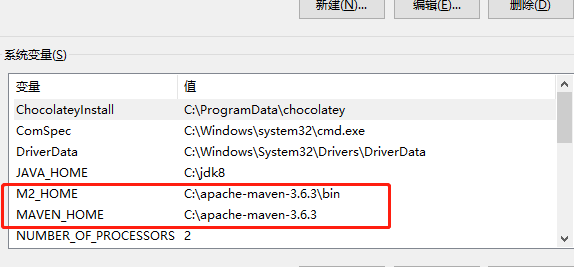 新建(N)... 编辑(E)... 删除(D)
系统变量(S)
变量 值
ChocolateyInstall C:\ProgramData\chocolatey
ComSpec C:\Windows\system32\cmd.exe
DriverData C:\Windows\System32\Drivers\DriverData
JAVA_HOME C:\jdk8
M2_HOME C:\apache-maven-3.6.3\bin
MAVEN_HOME C:\apache-maven-3.6.3
NUMBER_OF_PROCESSORS 2